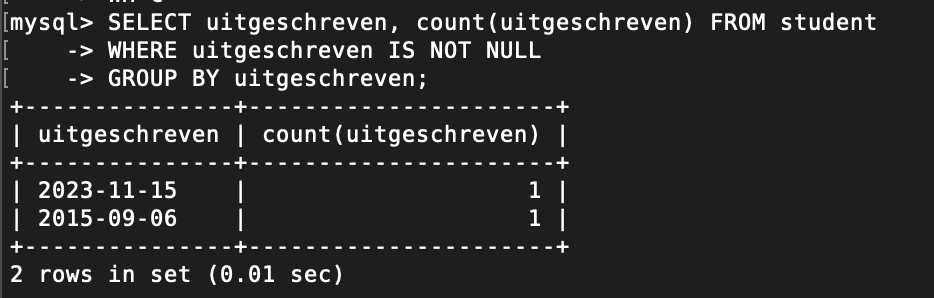 mysql> SELECT uitgeschreven, count(uitgeschreven) FROM student
    -> WHERE uitgeschreven IS NOT NULL
    -> GROUP BY uitgeschreven;
+---------------+----------------------+
| uitgeschreven | count(uitgeschreven) |
+---------------+----------------------+
| 2023-11-15    |                    1 |
| 2015-09-06    |                    1 |
+---------------+----------------------+
2 rows in set (0.01 sec)